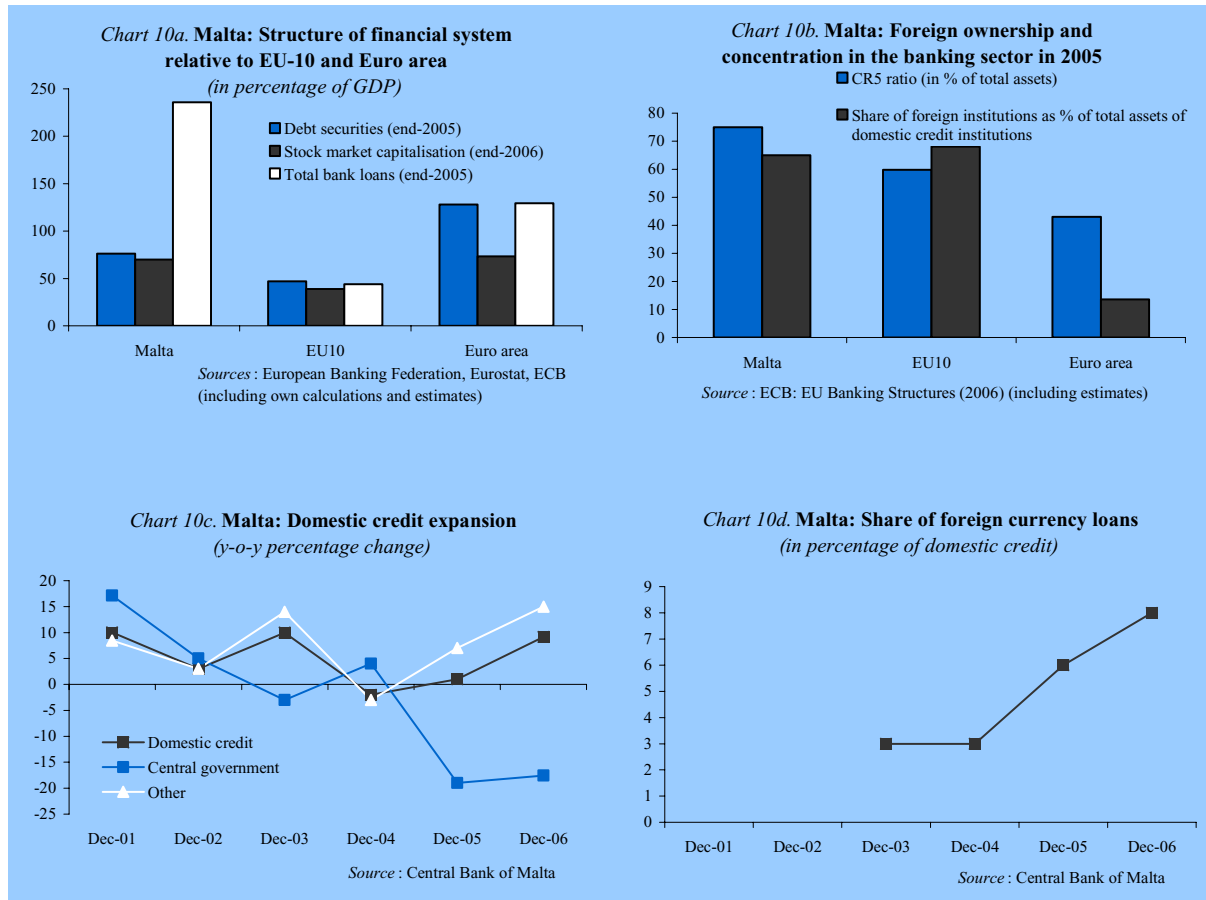 Chart 10a. Malta: Structure of financial system
relative to EU-10 and Euro area
(in percentage of GDP)
250
200
150
100
50
0
Debt securities (end-2005)
Stock market capitalisation (end-2006)
Total bank loans (end-2005)
Malta EU10 Euro area
Sources : European Banking Federation, Eurostat, ECB
(including own calculations and estimates)
Chart 10b. Malta: Foreign ownership and
concentration in the banking sector in 2005
CR5 ratio (in % of total assets)
Share of foreign institutions as % of total assets of
domestic credit institutions
80
70
60
50
40
30
20
10
0
Malta EU10 Euro area
Source : ECB: EU Banking Structures (2006) (including estimates)
Chart 10c. Malta: Domestic credit expansion
(y-o-y percentage change)
20
15
10
5
0
-5
-10
-15
-20
-25
Domestic credit
Central government
Other
Dec-01 Dec-02 Dec-03 Dec-04 Dec-05 Dec-06
Source : Central Bank of Malta
Chart 10d. Malta: Share of foreign currency loans
(in percentage of domestic credit)
9
8
7
6
5
4
3
2
1
0
Dec-01 Dec-02 Dec-03 Dec-04 Dec-05 Dec-06
Source : Central Bank of Malta